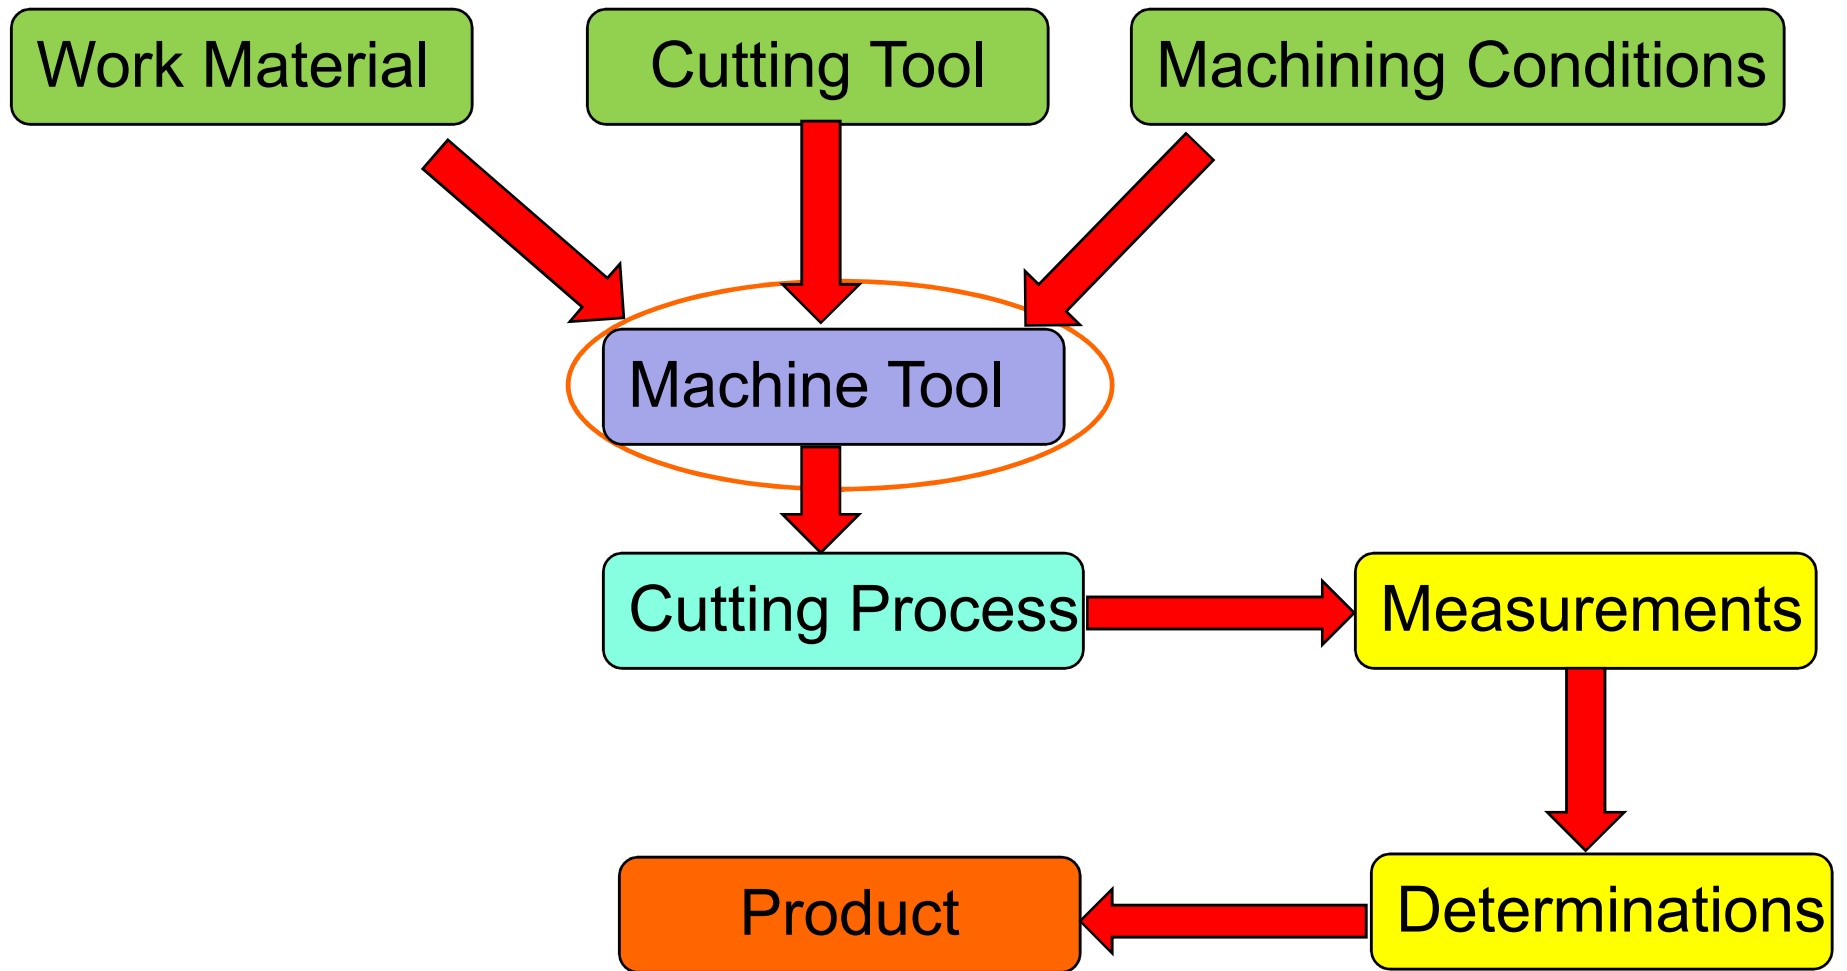 Work Material
Cutting Tool
Machining Conditions
Machine Tool
Cutting Process
Measurements
Product
Determinations